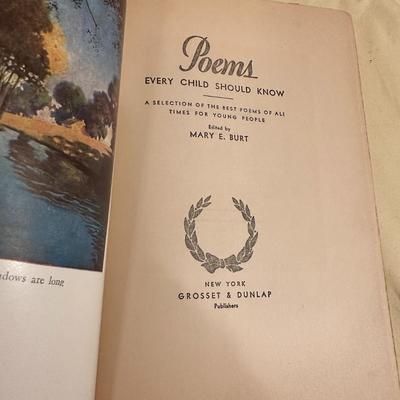 Poems
EVERY CHILD SHOULD KNOW
A SELECTION OF THE BEST POEMS OF ALL
TIMES FOR YOUNG PEOPLE
Edited by
MARY E. BURT
NEW YORK
GROSSET & DUNLAP
Publishers
are long